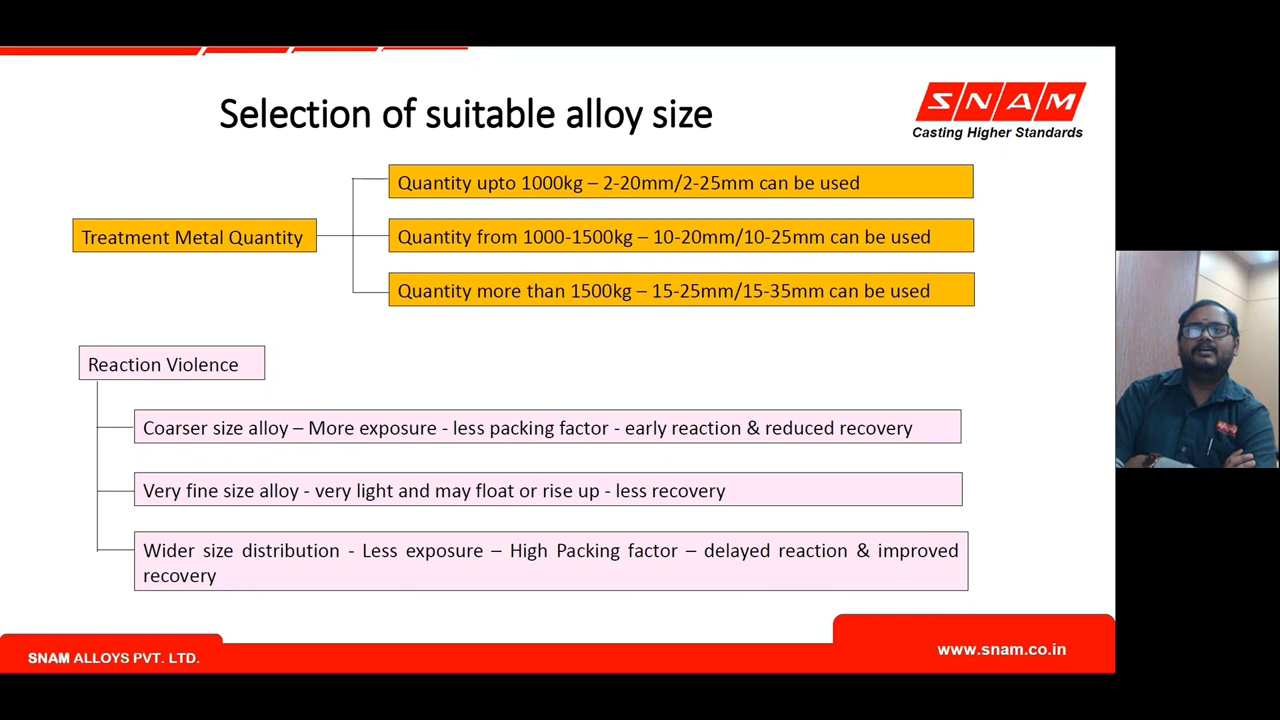 Selection of suitable alloy size
SNAM
Casting Higher Standards
Quantity upto 1000kg – 2-20mm/2-25mm can be used
Treatment Metal Quantity
Quantity from 1000-1500kg – 10-20mm/10-25mm can be used
Quantity more than 1500kg – 15-25mm/15-35mm can be used
Reaction Violence
Coarser size alloy – More exposure - less packing factor - early reaction & reduced recovery
Very fine size alloy - very light and may float or rise up - less recovery
Wider size distribution - Less exposure – High Packing factor – delayed reaction & improved
recovery
SNAM ALLOYS PVT. LTD.
www.snam.co.in
SNAM